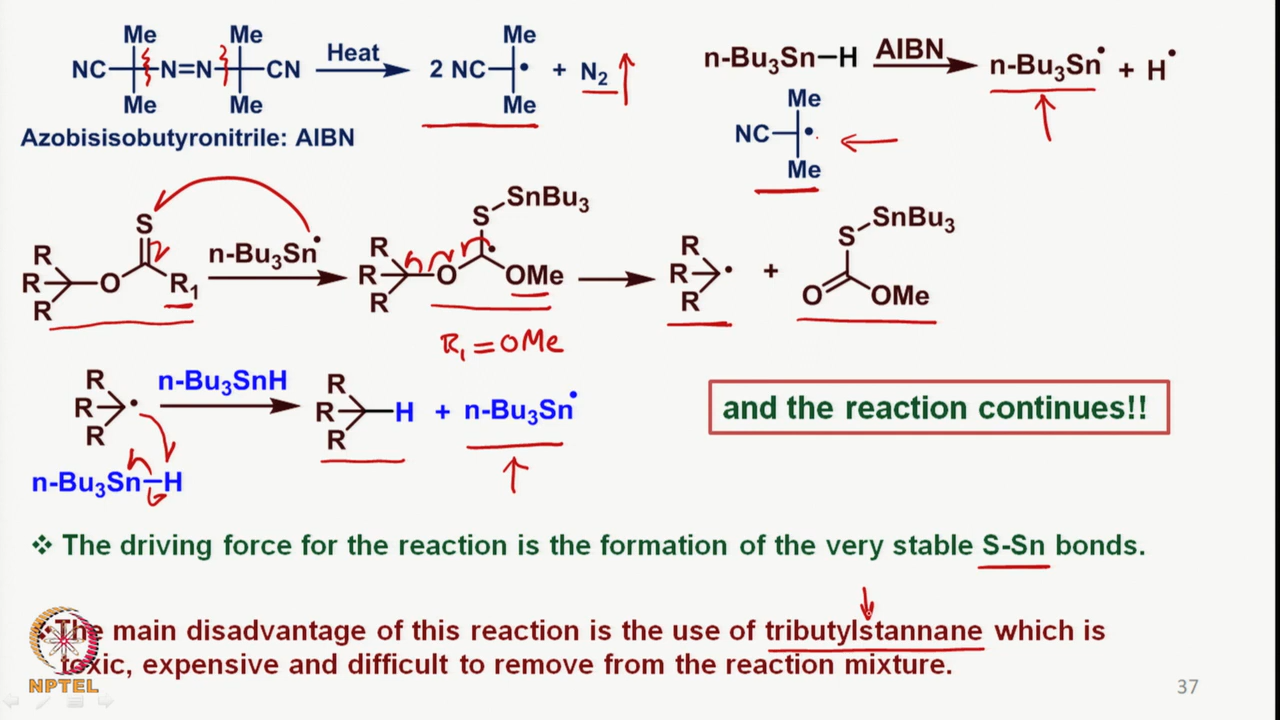 Me Me
NC N=N CN Heat 2 NC Me • + N₂
Me Me Me
Azobisisobutyronitrile: AIBN
n-Bu₃Sn–H AIBN n-Bu₃Sn• + H•
Me
NC •
Me
S
R
R O R₁
R
n-Bu₃Sn•
S SnBu₃
R
R O • OMe
R
R
R •
R
+
S SnBu₃
O OMe
R₁ = OMe
R
R •
R
n-Bu₃SnH
R
R H + n-Bu₃Sn•
R
n-Bu₃Sn–H
and the reaction continues!!
❖ The driving force for the reaction is the formation of the very stable S-Sn bonds.
❖The main disadvantage of this reaction is the use of tributylstannane which is
toxic, expensive and difficult to remove from the reaction mixture.
NPTEL
37